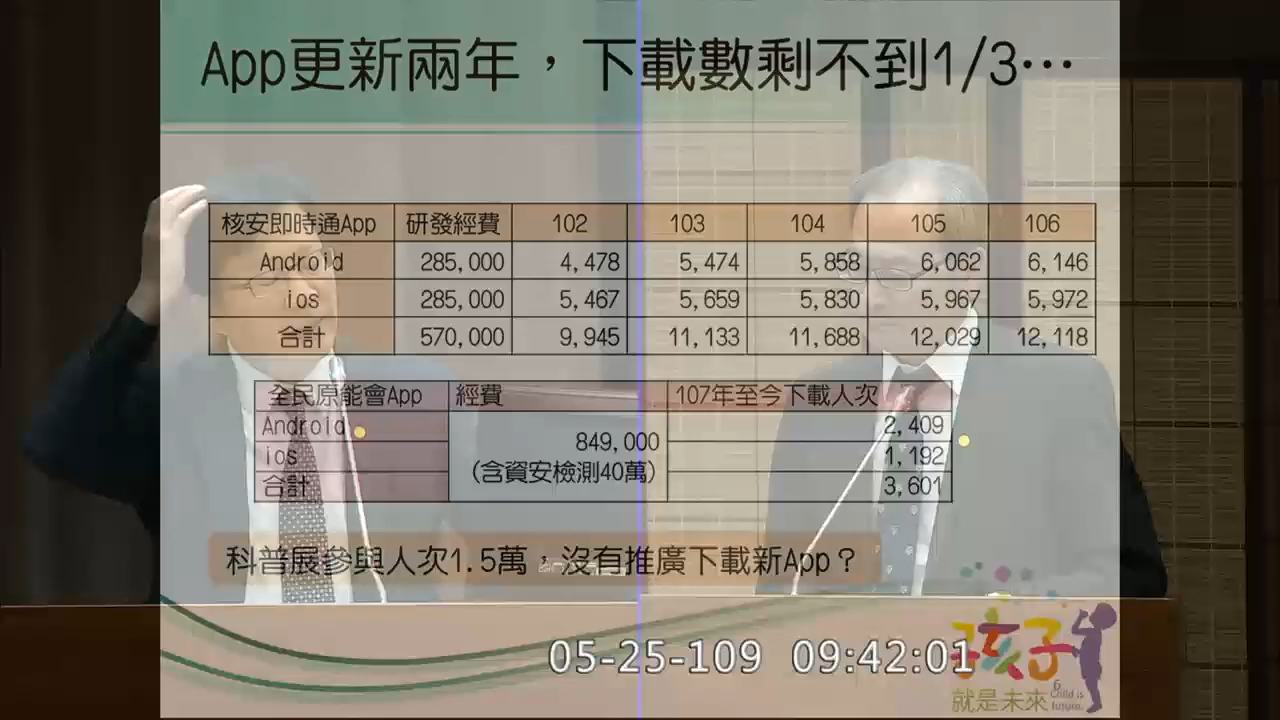 App更新兩年，下載數剩不到1/3…
核安即時通App 研發經費 102 103 104 105 106
Android 285,000 4,478 5,474 5,858 6,062 6,146
ios 285,000 5,467 5,659 5,830 5,967 5,972
合計 570,000 9,945 11,133 11,688 12,029 12,118
全民原能會App 經費 107年至今下載人次
Android 2,409
849,000
ios 1,192
(含資安檢測40萬)
合計 3,601
科普展參與人次1.5萬，沒有推廣下載新App？
05-25-109 09:42:01
孩子
就是未來 Child is future.
6